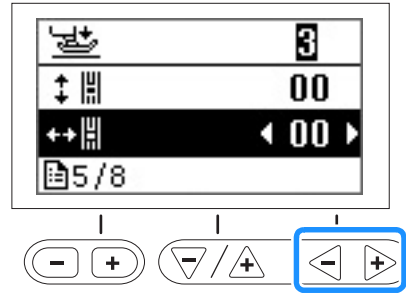 3
00
00
5/8
- + - / + - +